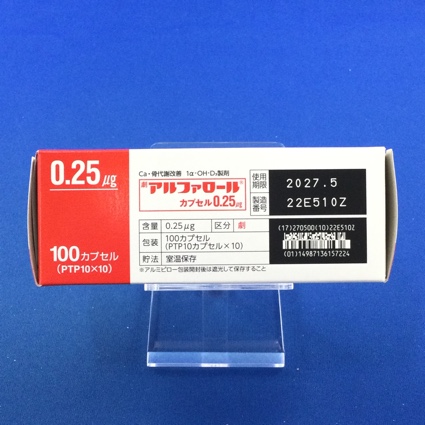 0.25μg
100カプセル
(PTP10×10)
Ca・骨代謝改善 1α-OH-D₃製剤
劇 アルファロール®
カプセル0.25μg
含量 0.25μg 区分 劇
包装 100カプセル
(PTP10カプセル×10)
貯法 室温保存
※アルミピロー包装開封後は遮光して保存すること
使用期限 2027.5
製造番号 22E510Z
(17)270500(10)22E510Z
(01)14987136157224